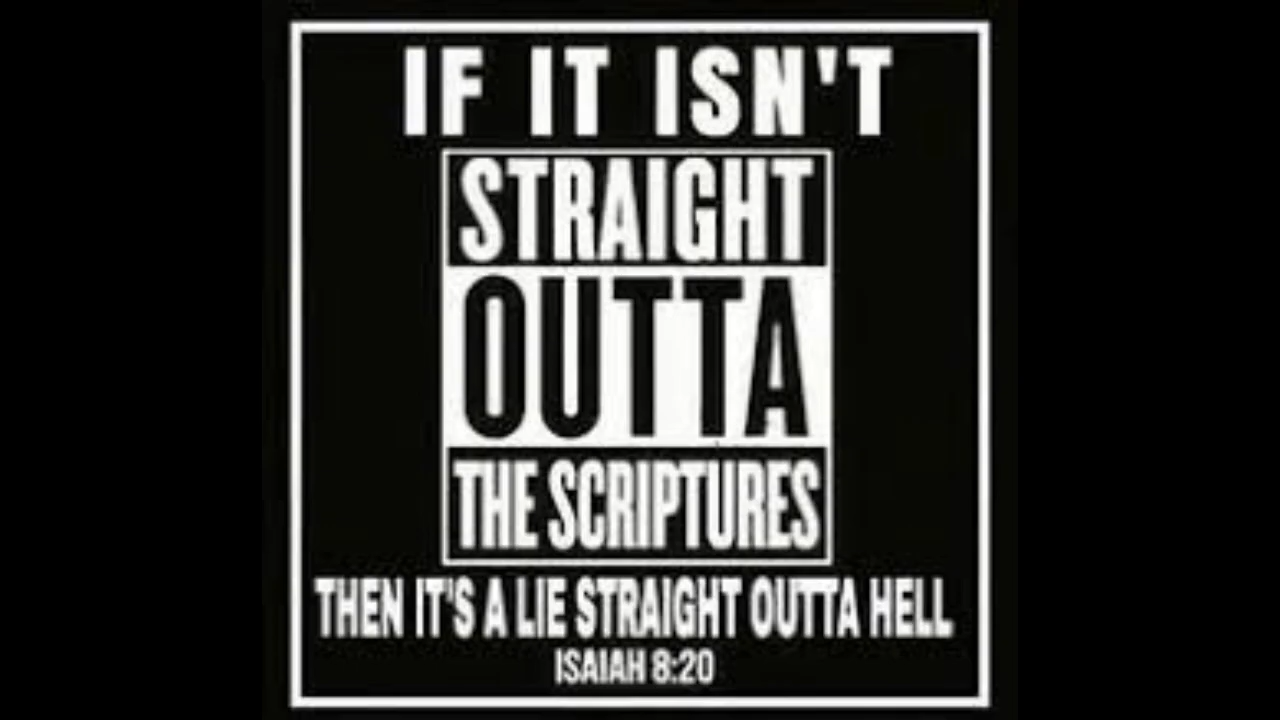 IF IT ISN'T
STRAIGHT
OUTTA
THE SCRIPTURES
THEN IT'S A LIE STRAIGHT OUTTA HELL
ISAIAH 8:20